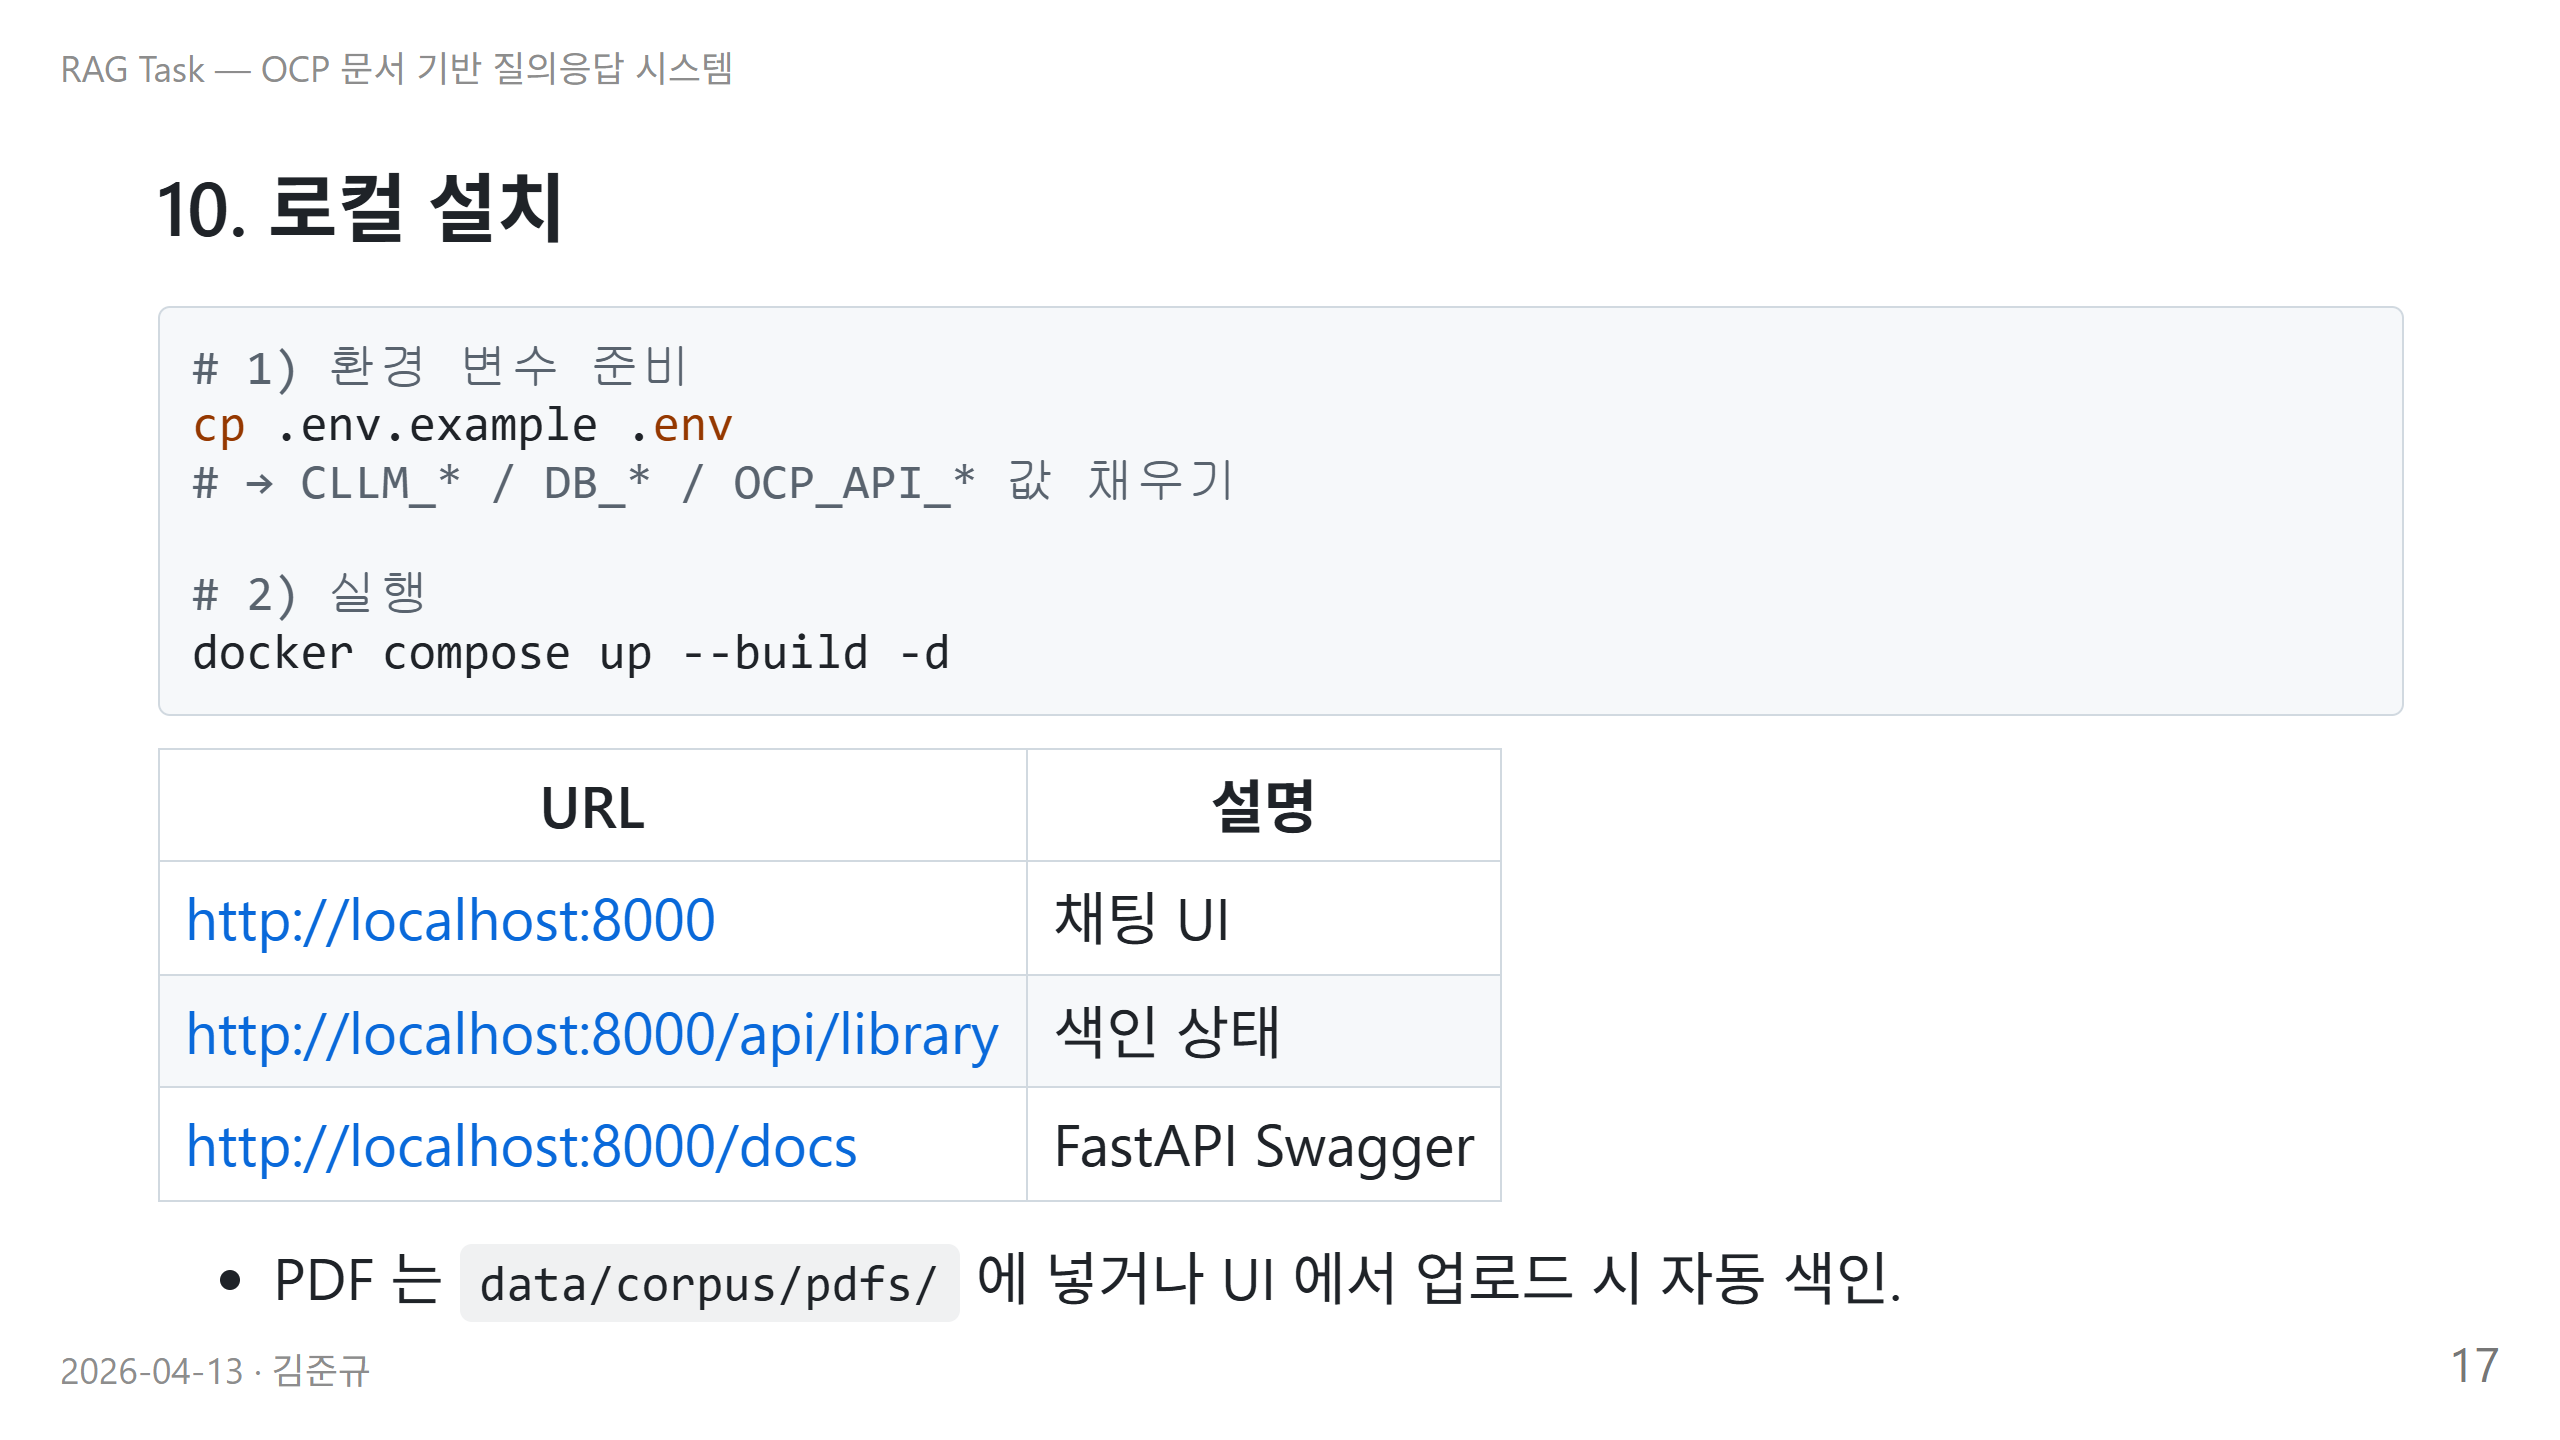 RAG Task — OCP 문서 기반 질의응답 시스템
10. 로컬 설치
# 1) 환경 변수 준비
cp .env.example .env
# → CLLM_* / DB_* / OCP_API_* 값 채우기
# 2) 실행
docker compose up --build -d
URL 설명
http://localhost:8000 채팅 UI
http://localhost:8000/api/library 색인 상태
http://localhost:8000/docs FastAPI Swagger
• PDF 는 data/corpus/pdfs/ 에 넣거나 UI 에서 업로드 시 자동 색인.
2026-04-13 · 김준규
17